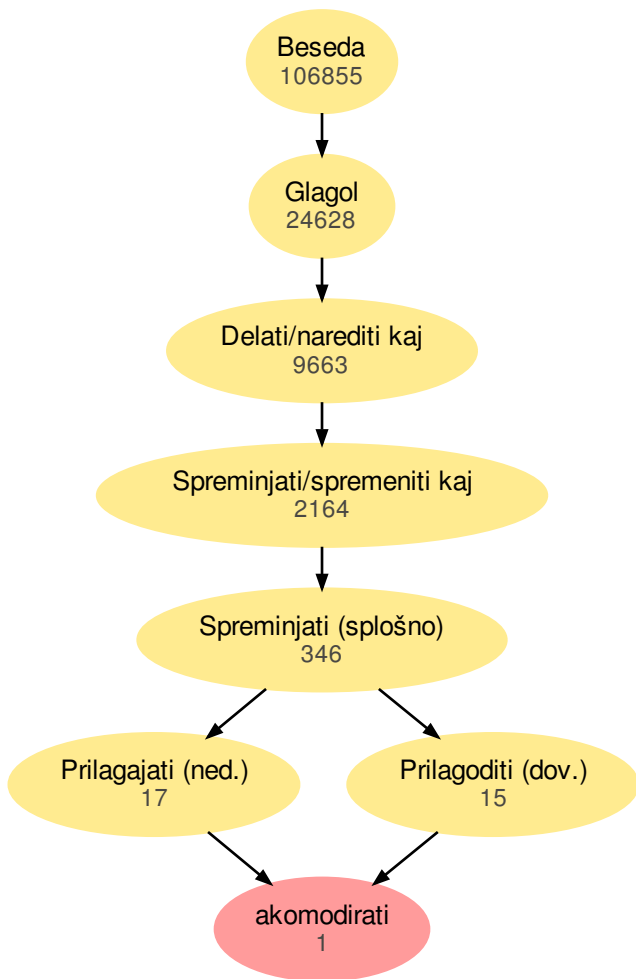 Beseda
106855
Glagol
24628
Delati/narediti kaj
9663
Spreminjati/spremeniti kaj
2164
Spreminjati (splošno)
346
Prilagajati (ned.)
17
Prilagoditi (dov.)
15
akomodirati
1